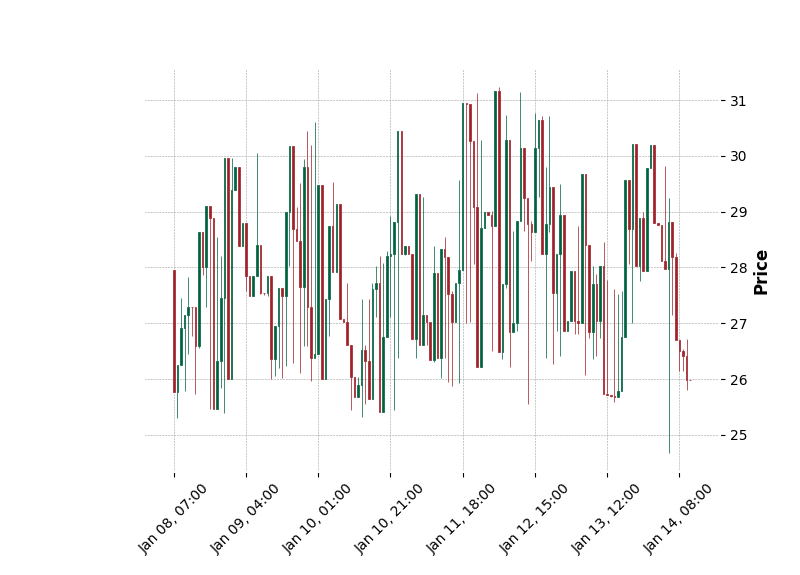 31
30
29
28
27
26
25
Price
Jan 08, 07:00
Jan 09, 04:00
Jan 10, 01:00
Jan 10, 21:00
Jan 11, 18:00
Jan 12, 15:00
Jan 13, 12:00
Jan 14, 08:00